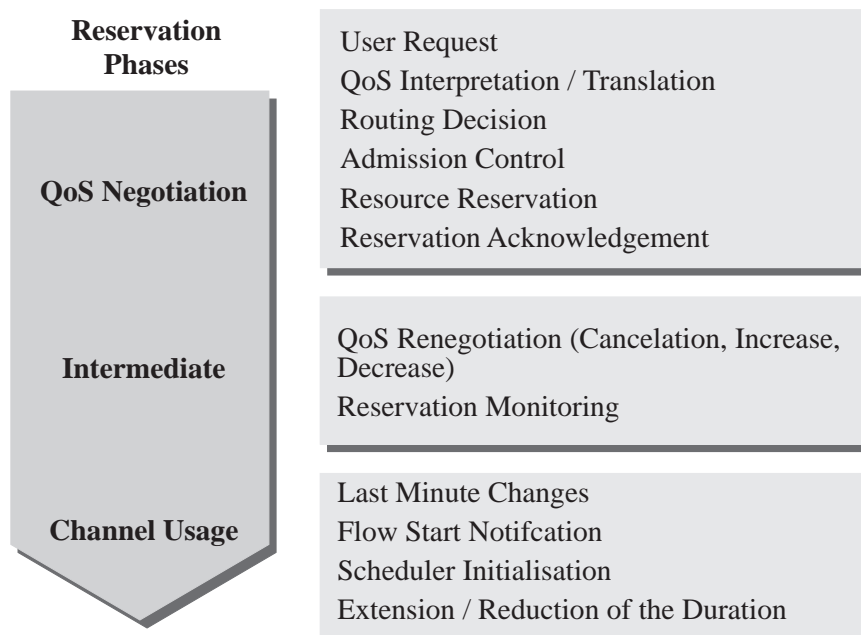 Reservation
Phases
QoS Negotiation
User Request
QoS Interpretation / Translation
Routing Decision
Admission Control
Resource Reservation
Reservation Acknowledgement
Intermediate
QoS Renegotiation (Cancelation, Increase,
Decrease)
Reservation Monitoring
Channel Usage
Last Minute Changes
Flow Start Notifcation
Scheduler Initialisation
Extension / Reduction of the Duration